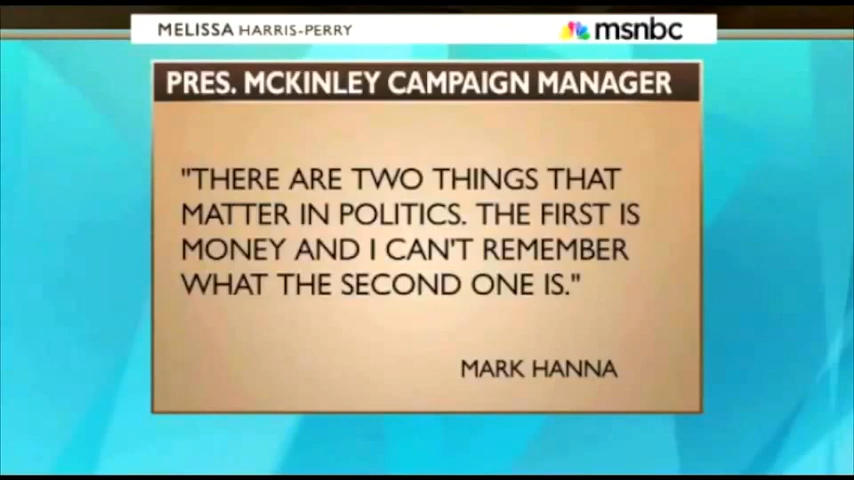 MELISSA HARRIS-PERRY
msnbc
PRES. MCKINLEY CAMPAIGN MANAGER
"THERE ARE TWO THINGS THAT
MATTER IN POLITICS. THE FIRST IS
MONEY AND I CAN'T REMEMBER
WHAT THE SECOND ONE IS."
MARK HANNA